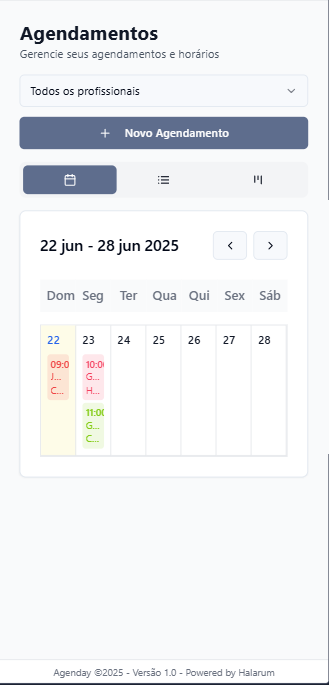 Agendamentos
Gerencie seus agendamentos e horários
Todos os profissionais
Novo Agendamento
22 jun - 28 jun 2025
Dom Seg Ter Qua Qui Sex Sáb
22 23 24 25 26 27 28
09:0 10:0
J... G...
C... H...
11:00
G...
C...
Agenday ©2025 - Versão 1.0 - Powered by Halarum